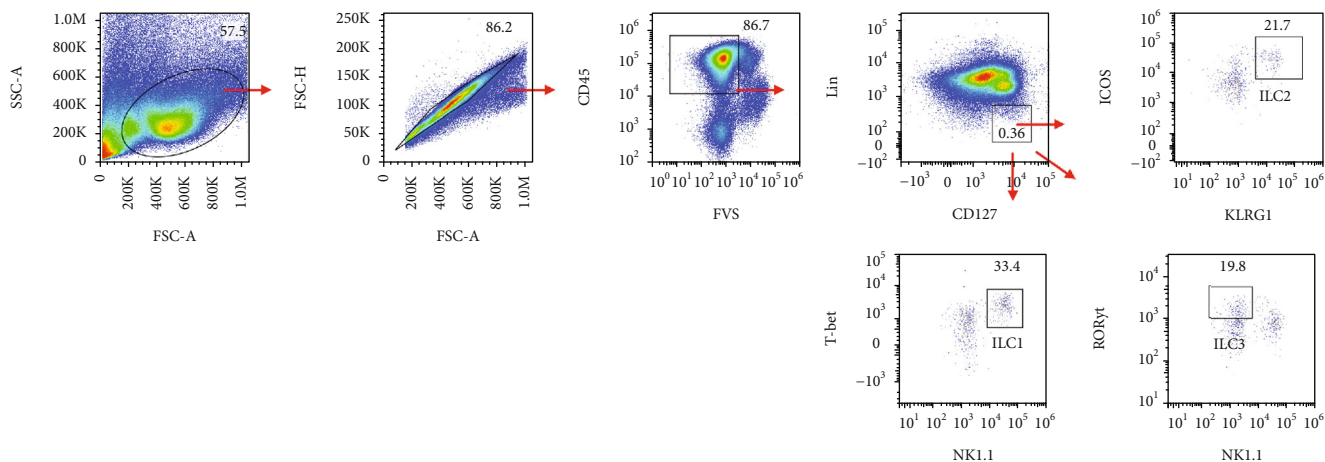 1.0M
800K
600K
400K
200K
0
SSC-A
57.5
0
200K
400K
600K
800K
1.0M
FSC-A
250K
200K
150K
100K
50K
0
FSC-H
86.2
0
200K
400K
600K
800K
1.0M
FSC-A
10^6
10^5
10^4
10^3
10^2
CD45
86.7
10^0 10^1 10^2 10^3 10^4 10^5 10^6
FVS
10^6
10^5
10^4
10^3
10^2
0
−10^2
Lin
0.36
−10^3 0 10^3 10^4 10^5
CD127
10^6
10^5
10^4
10^3
10^2
0
−10^2
ICOS
21.7
ILC2
10^1 10^2 10^3 10^4 10^5 10^6
KLRG1
10^5
10^4
10^3
0
−10^3
T-bet
33.4
ILC1
10^1 10^2 10^3 10^4 10^5 10^6
NK1.1
10^4
10^3
10^2
10^1
RORyt
19.8
ILC3
10^1 10^2 10^3 10^4 10^5 10^6
NK1.1